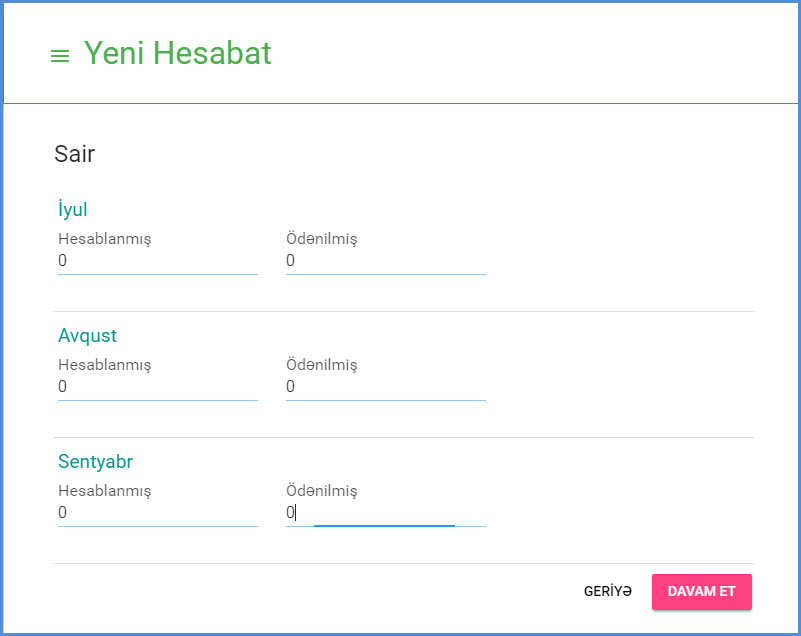 Yeni Hesabat
Sair
İyul
Hesablanmış Ödənilmiş
0 0
Avqust
Hesablanmış Ödənilmiş
0 0
Sentyabr
Hesablanmış Ödənilmiş
0 0
GERİYƏ DAVAM ET